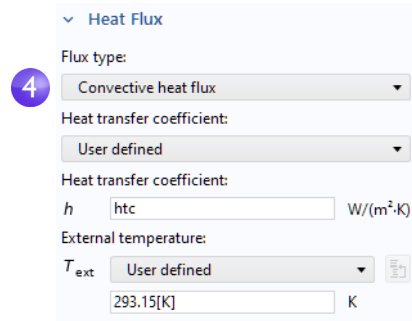 Heat Flux
Flux type:
4 Convective heat flux
Heat transfer coefficient:
User defined
Heat transfer coefficient:
h htc W/(m²·K)
External temperature:
T ext User defined
293.15[K] K